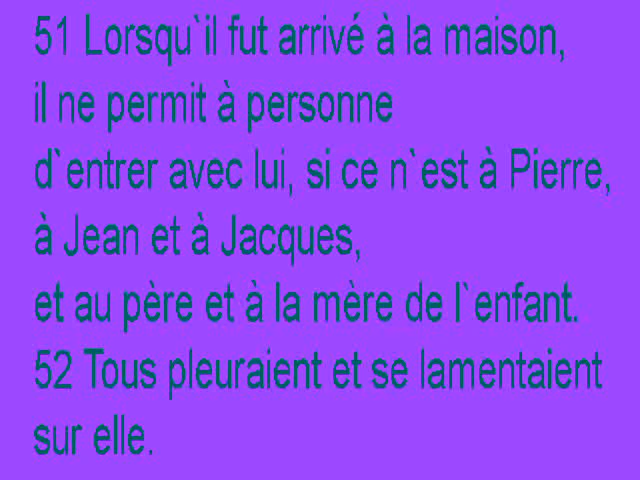 51 Lorsqu`il fut arrivé à la maison,
il ne permit à personne
d`entrer avec lui, si ce n`est à Pierre,
à Jean et à Jacques,
et au père et à la mère de l`enfant.
52 Tous pleuraient et se lamentaient
sur elle.